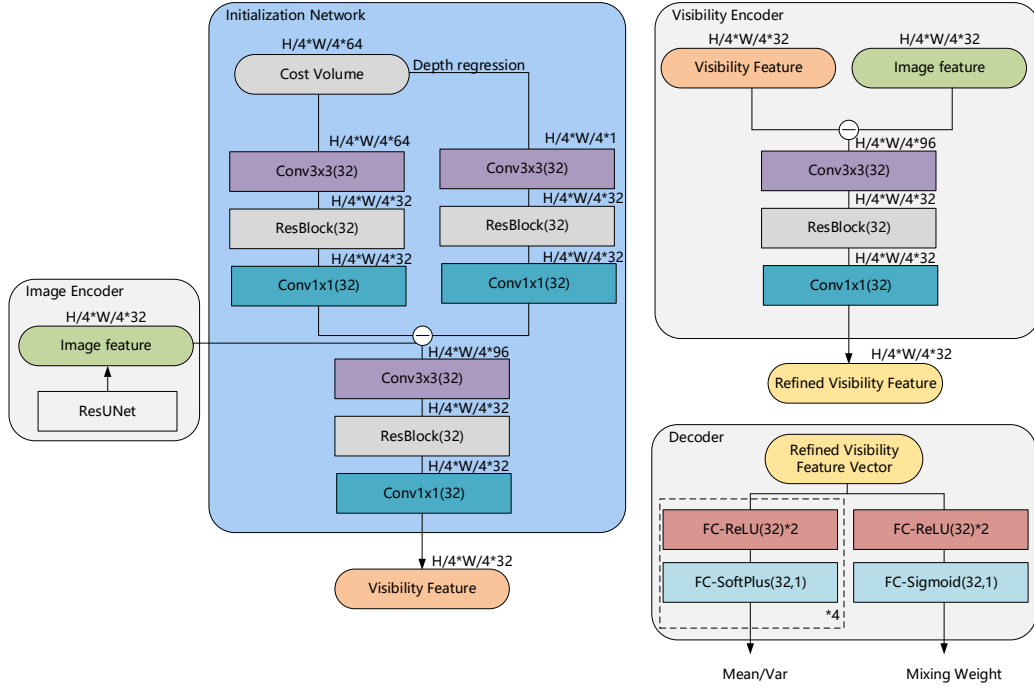 Initialization Network
H/4*W/4*64
Cost Volume
Depth regression
H/4*W/4*64
H/4*W/4*1
Conv3x3(32)
Conv3x3(32)
H/4*W/4*32
H/4*W/4*32
ResBlock(32)
ResBlock(32)
H/4*W/4*32
H/4*W/4*32
Conv1x1(32)
Conv1x1(32)
Image Encoder
H/4*W/4*32
Image feature
ResUNet
H/4*W/4*96
Conv3x3(32)
H/4*W/4*32
ResBlock(32)
H/4*W/4*32
Conv1x1(32)
H/4*W/4*32
Visibility Feature
Visibility Encoder
H/4*W/4*32
H/4*W/4*32
Visibility Feature
Image feature
H/4*W/4*96
Conv3x3(32)
H/4*W/4*32
ResBlock(32)
H/4*W/4*32
Conv1x1(32)
H/4*W/4*32
Refined Visibility Feature
Decoder
Refined Visibility
Feature Vector
FC-ReLU(32)*2
FC-ReLU(32)*2
FC-SoftPlus(32,1)
FC-Sigmoid(32,1)
*4
Mean/Var
Mixing Weight